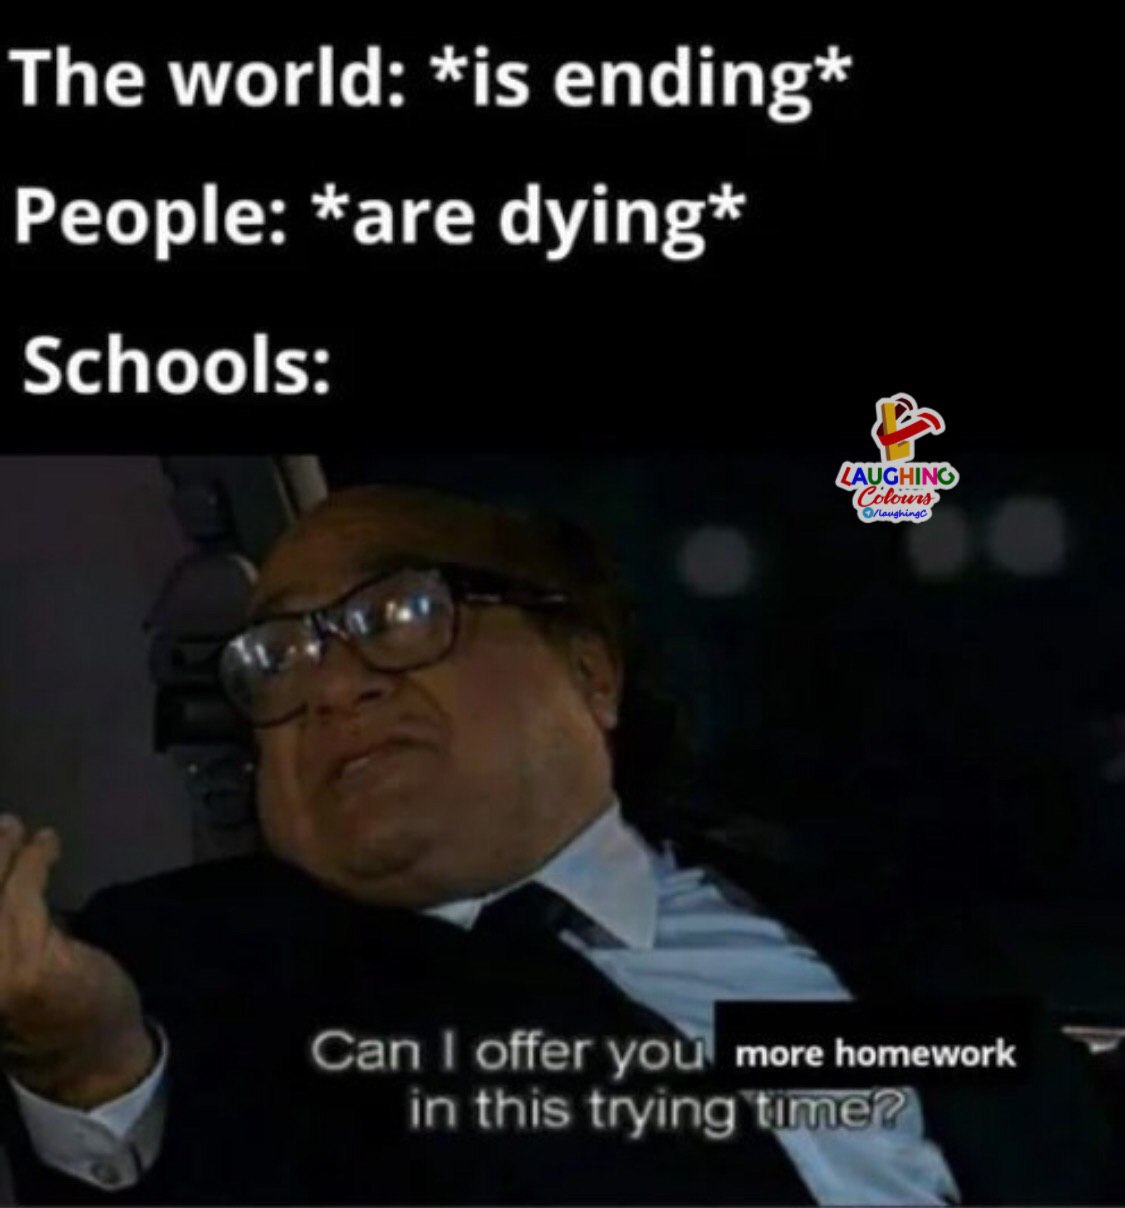 The world: *is ending*
People: *are dying*
Schools:
LAUGHING
Colours
/laughingC
Can I offer you more homework
in this trying time?